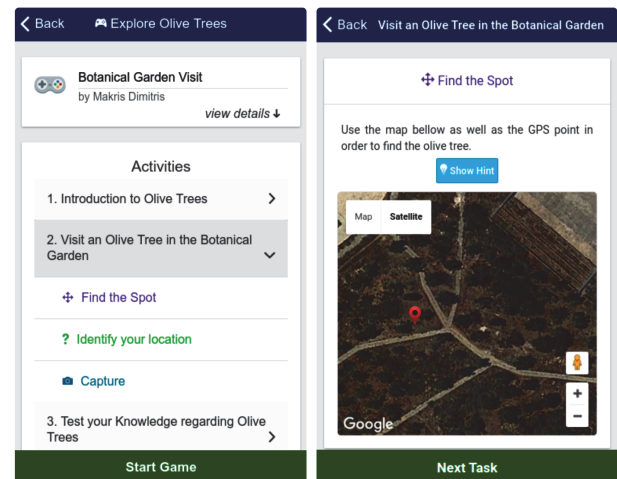 Back
Explore Olive Trees
Botanical Garden Visit
by Makris Dimitris
view details
Activities
1. Introduction to Olive Trees
2. Visit an Olive Tree in the Botanical
Garden
Find the Spot
? Identify your location
Capture
3. Test your Knowledge regarding Olive
Trees
Start Game
Back
Visit an Olive Tree in the Botanical Garden
Find the Spot
Use the map bellow as well as the GPS point in
order to find the olive tree.
Show Hint
Map
Satellite
+
−
Google
Next Task